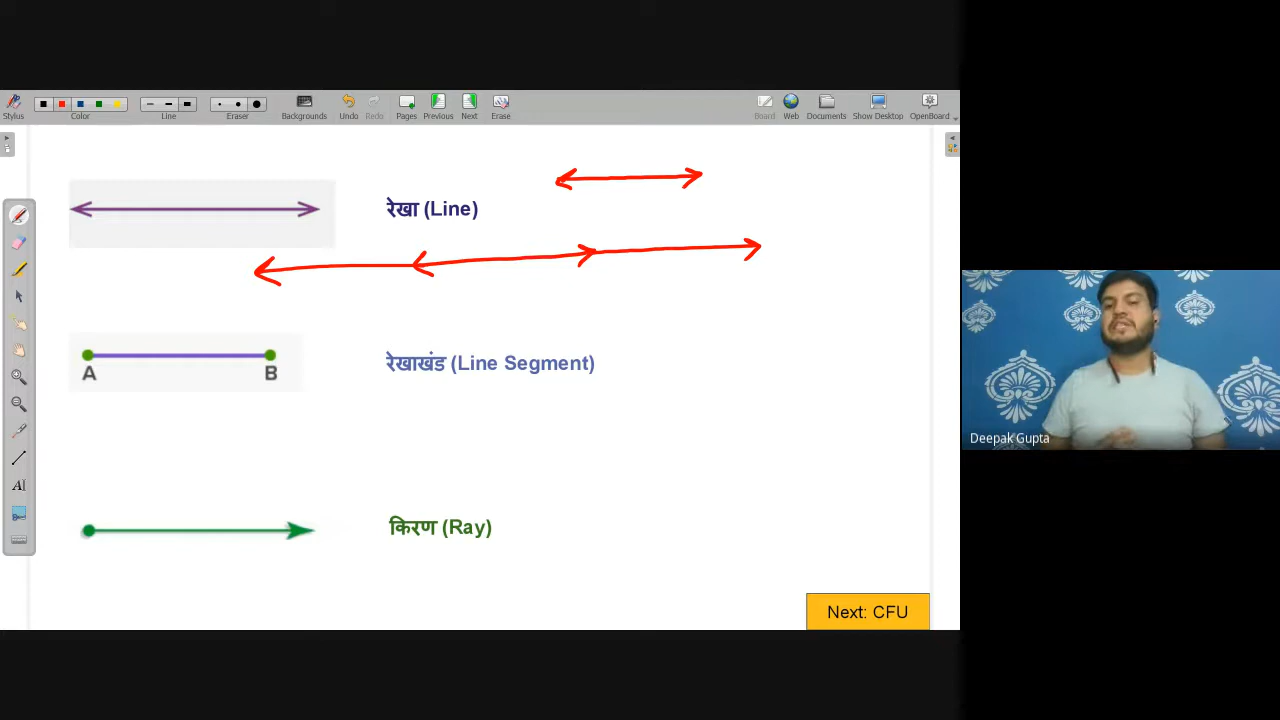 Stylus
Color
Line
Eraser
Backgrounds
Undo
Redo
Pages
Previous
Next
Erase
Board
Web
Documents
Show Desktop
OpenBoard
रेखा (Line)
A B
रेखाखंड (Line Segment)
किरण (Ray)
Next: CFU
Deepak Gupta